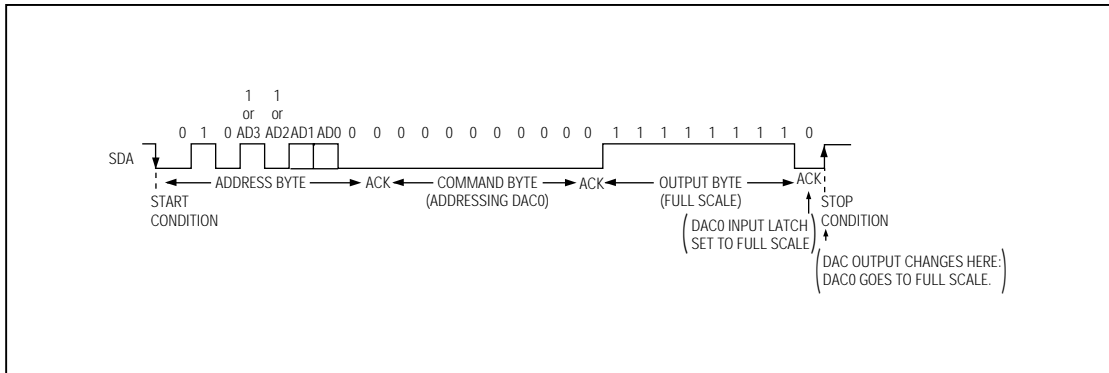 1 1
or or
0 1 0 AD3 AD2 AD1 AD0 0 0 0 0 0 0 0 0 0 0 0 1 1 1 1 1 1 1 1 0
SDA
ADDRESS BYTE ACK COMMAND BYTE ACK OUTPUT BYTE ACK
(ADDRESSING DAC0) (FULL SCALE)
START
CONDITION
STOP
CONDITION
(DAC0 INPUT LATCH
SET TO FULL SCALE)
(DAC OUTPUT CHANGES HERE:
DAC0 GOES TO FULL SCALE.)